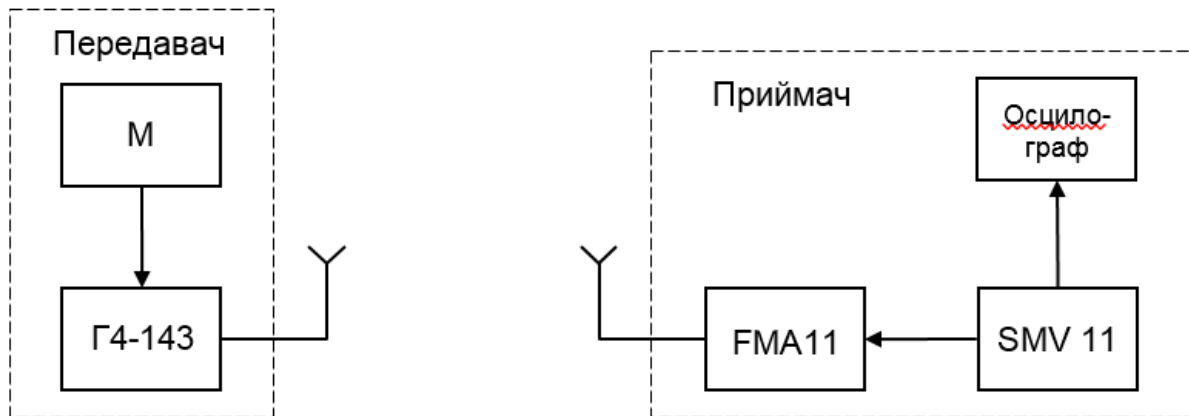 Передавач
М
Г4-143
Приймач
Осцило-
граф
FMA11
SMV 11